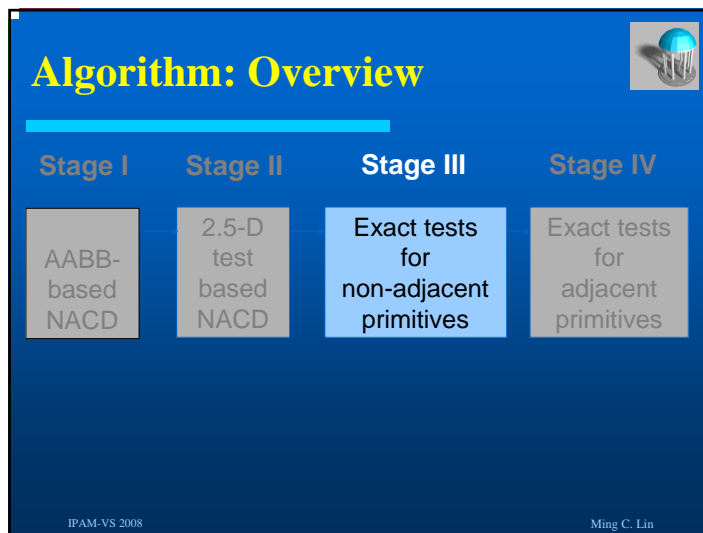 Algorithm: Overview
Stage I
Stage II
Stage III
Stage IV
AABB-
based
NACD
2.5-D
test
based
NACD
Exact tests
for
non-adjacent
primitives
Exact tests
for
adjacent
primitives
IPAM-VS 2008
Ming C. Lin